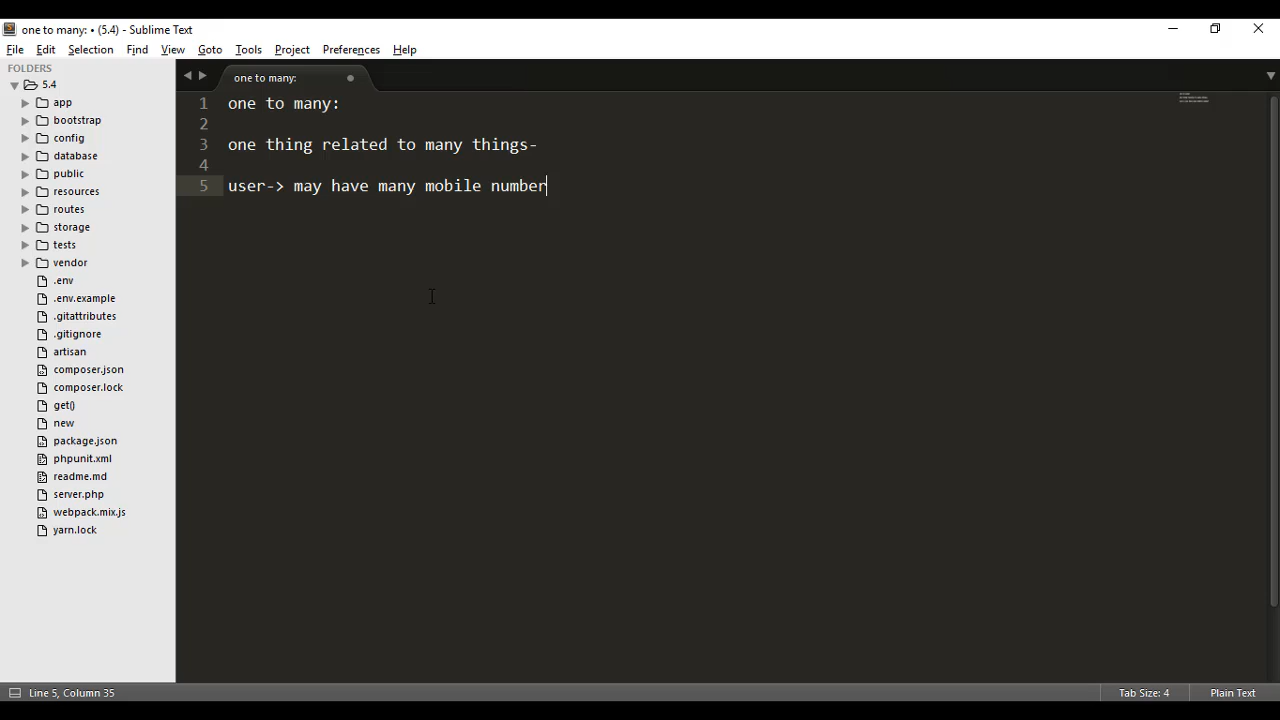 one to many: • (5.4) - Sublime Text
File Edit Selection Find View Goto Tools Project Preferences Help
FOLDERS
5.4
app
bootstrap
config
database
public
resources
routes
storage
tests
vendor
.env
.env.example
.gitattributes
.gitignore
artisan
composer.json
composer.lock
get()
new
package.json
phpunit.xml
readme.md
server.php
webpack.mix.js
yarn.lock
one to many:
1 one to many:
2
3 one thing related to many things-
4
5 user-> may have many mobile number
Line 5, Column 35
Tab Size: 4
Plain Text